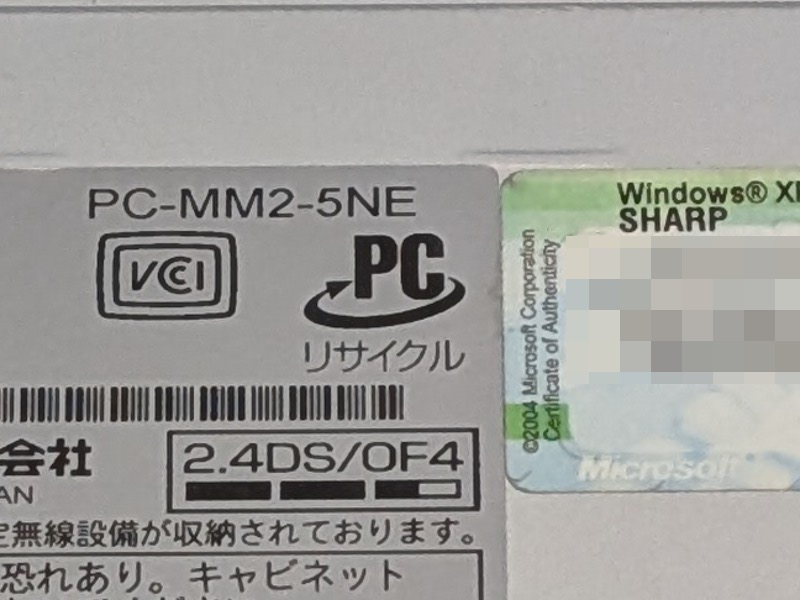 PC-MM2-5NE
VCCI
PC
リサイクル
会社
2.4DS/OF4
AN
無線設備が収納されております。
恐れあり。キャビネット
Windows® XP
SHARP
©2004 Microsoft Corporation
Certificate of Authenticity
Microsoft